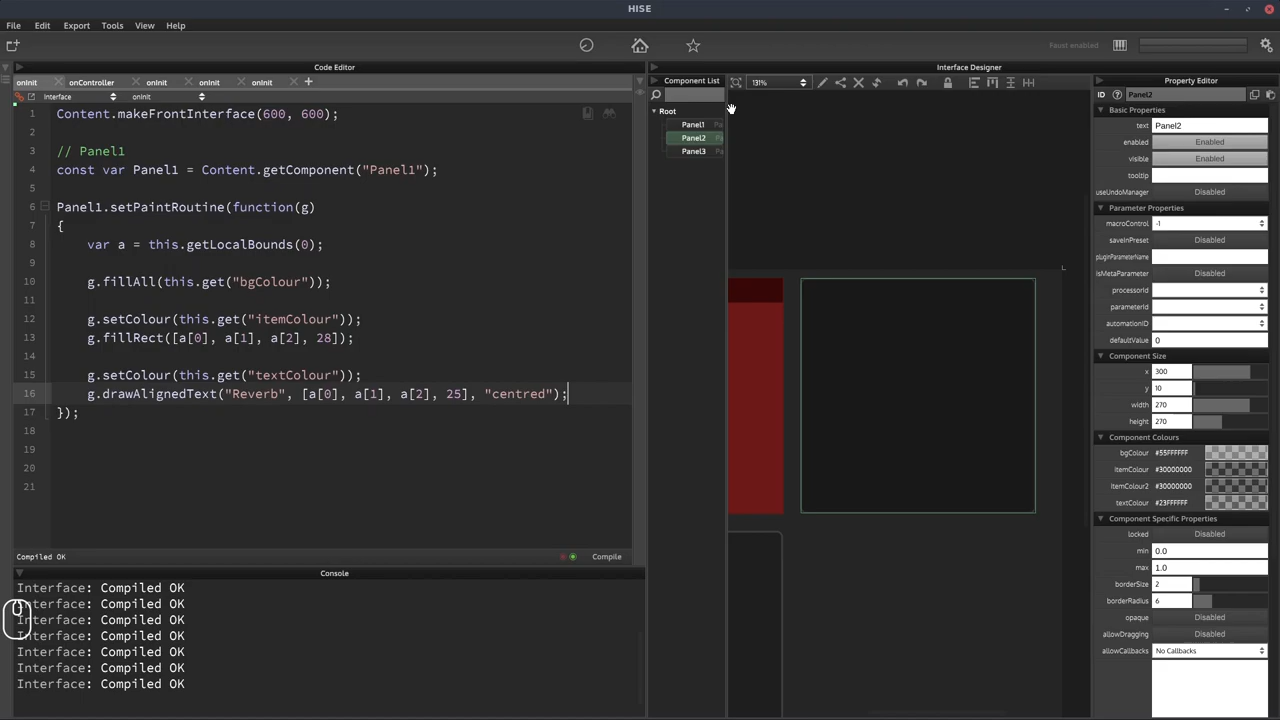 HISE
File Edit Export Tools View Help
Faust enabled
Code Editor
Interface Designer
onInit onController onInit onInit onInit
Interface onInit
1 Content.makeFrontInterface(600, 600);
2
3 // Panel1
4 const var Panel1 = Content.getComponent("Panel1");
5
6 Panel1.setPaintRoutine(function(g)
7 {
8 var a = this.getLocalBounds(0);
9
10 g.fillAll(this.get("bgColour"));
11
12 g.setColour(this.get("itemColour"));
13 g.fillRect([a[0], a[1], a[2], 28]);
14
15 g.setColour(this.get("textColour"));
16 g.drawAlignedText("Reverb", [a[0], a[1], a[2], 25], "centred");
17 });
18
19
20
21
Compiled OK
Compile
Console
Interface: Compiled OK
Interface: Compiled OK
Interface: Compiled OK
Interface: Compiled OK
Interface: Compiled OK
Interface: Compiled OK
Interface: Compiled OK
Component List
131%
Root
Panel1 Pa
Panel2 Pa
Panel3 Pa
Property Editor
ID Panel2
Basic Properties
text Panel2
enabled Enabled
visible Enabled
tooltip
useUndoManager Disabled
Parameter Properties
macroControl -1
saveInPreset Disabled
pluginParameterName
isMetaParameter Disabled
processorId
parameterId
automationID
defaultValue 0
Component Size
x 300
y 10
width 270
height 270
Component Colours
bgColour #55FFFFFF
itemColour #30000000
itemColour2 #30000000
textColour #23FFFFFF
Component Specific Properties
locked Disabled
min 0.0
max 1.0
borderSize 2
borderRadius 6
opaque Disabled
allowDragging Disabled
allowCallbacks No Callbacks